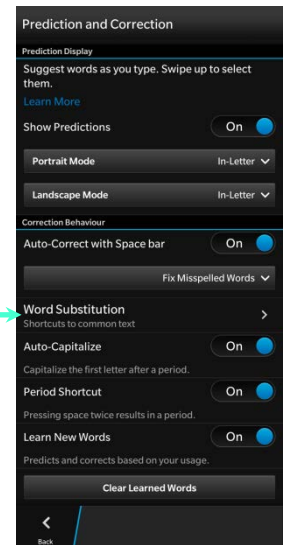 Prediction and Correction
Prediction Display
Suggest words as you type. Swipe up to select
them.
Learn More
Show Predictions On
Portrait Mode In-Letter
Landscape Mode In-Letter
Correction Behaviour
Auto-Correct with Space bar On
Fix Misspelled Words
Word Substitution
Shortcuts to common text
Auto-Capitalize On
Capitalize the first letter after a period.
Period Shortcut On
Pressing space twice results in a period.
Learn New Words On
Predicts and corrects based on your usage.
Clear Learned Words
Back